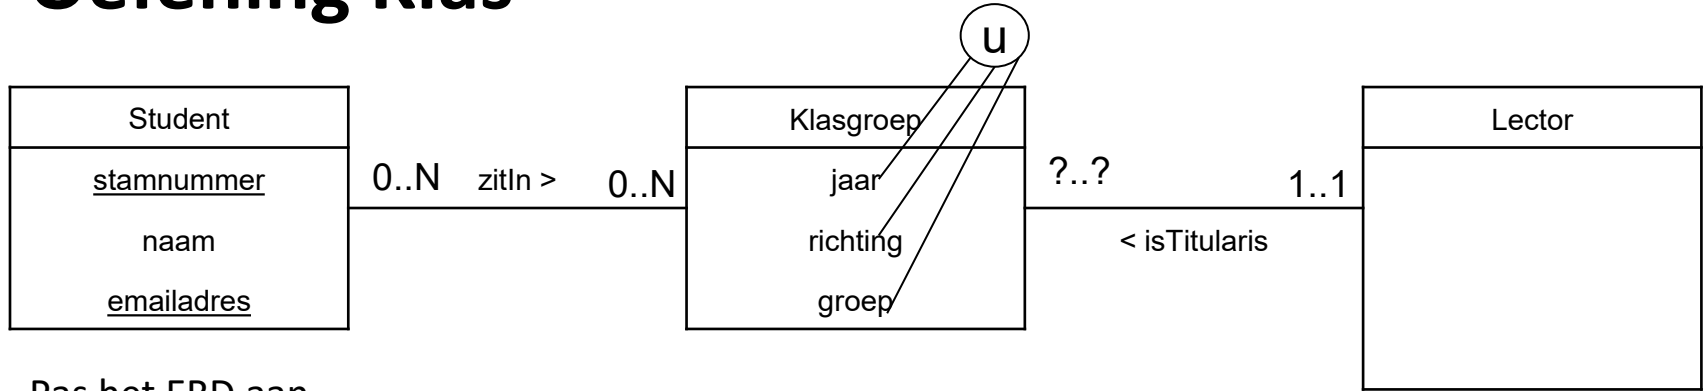 Oefening Klas
u
Student
stamnummer
naam
emailadres
0..N zitIn > 0..N
Klasgroep
jaar
richting
groep
?..? 1..1
< isTitularis
Lector
Pas het ERD aan